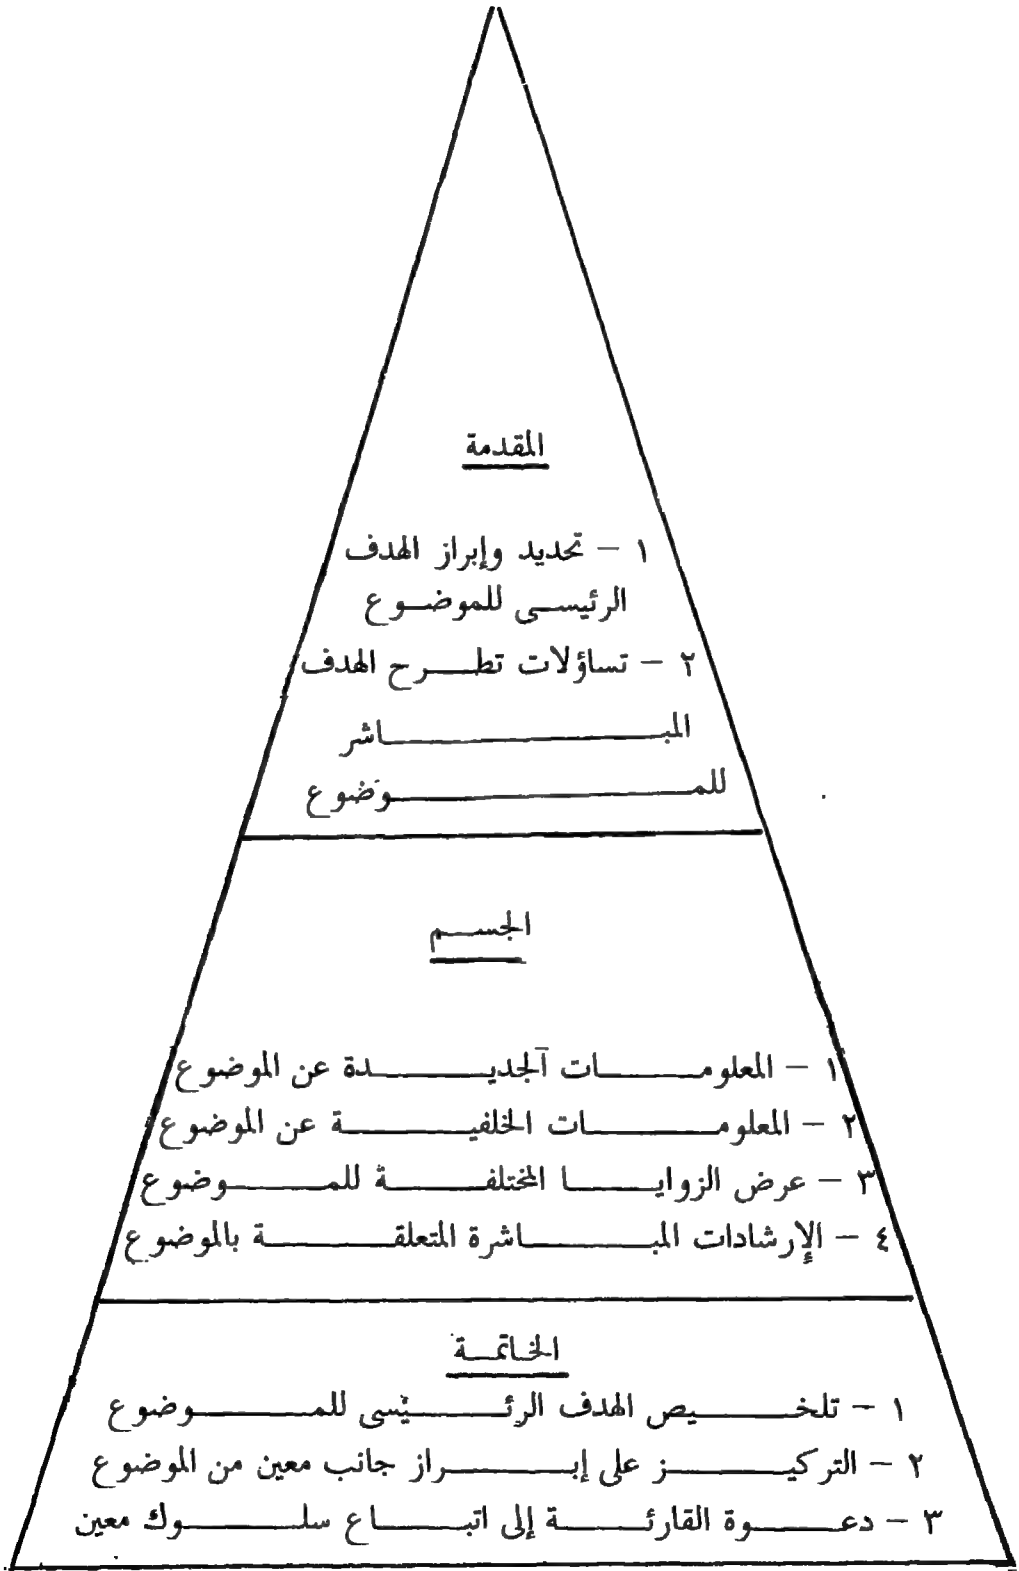 المقدمة
١ - تحديد وإبراز الهدف
الرئيسى للموضوع
٢ - تساؤلات تطرح الهدف
المباشر
للموضوع
الجسم
١ - المعلومات الجديدة عن الموضوع
٢ - المعلومات الخلفية عن الموضوع
٣ - عرض الزوايا المختلفة للموضوع
٤ - الإرشادات المباشرة المتعلقة بالموضوع
الخاتمة
١ - تلخيص الهدف الرئيسى للموضوع
٢ - التركيز على إبراز جانب معين من الموضوع
٣ - دعوة القارئة إلى اتباع سلوك معين